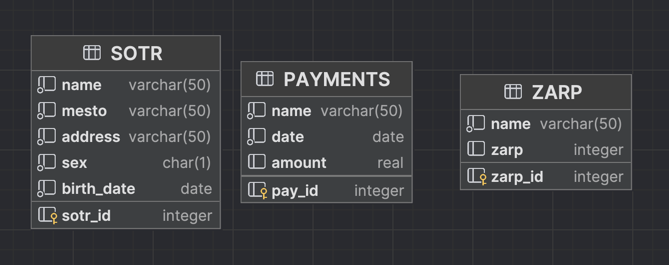 SOTR
name varchar(50)
mesto varchar(50)
address varchar(50)
sex char(1)
birth_date date
sotr_id integer
PAYMENTS
name varchar(50)
date date
amount real
pay_id integer
ZARP
name varchar(50)
zarp integer
zarp_id integer